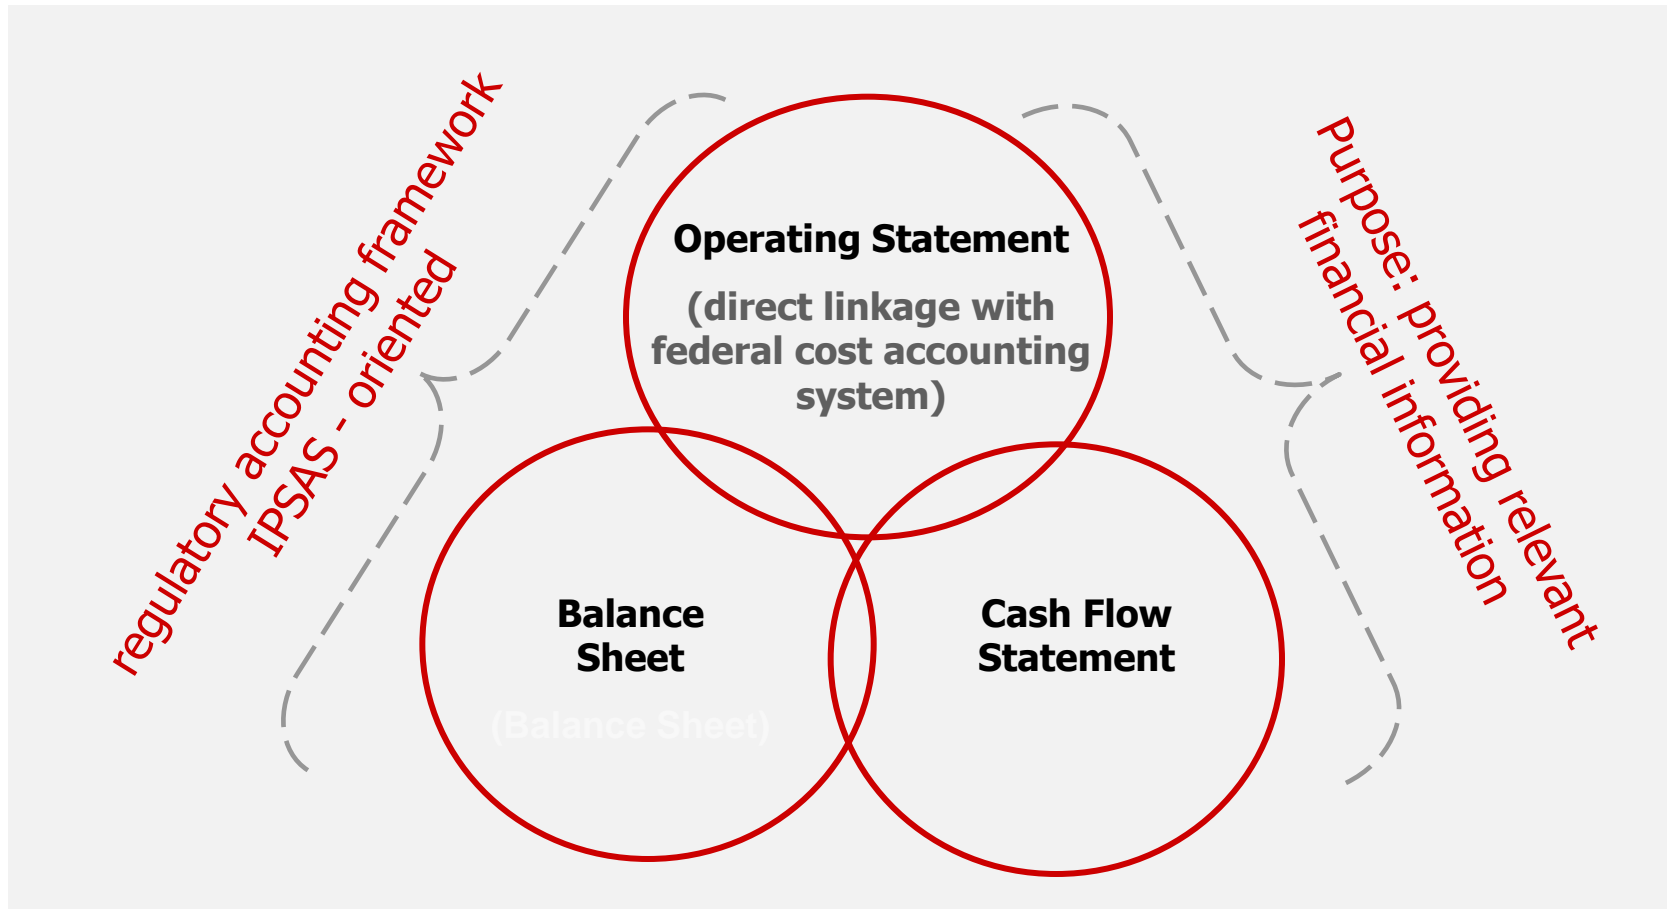 regulatory accounting framework
IPSAS - oriented
Operating Statement
(direct linkage with
federal cost accounting
system)
Purpose: providing relevant
financial information
Balance
Sheet
(Balance Sheet)
Cash Flow
Statement